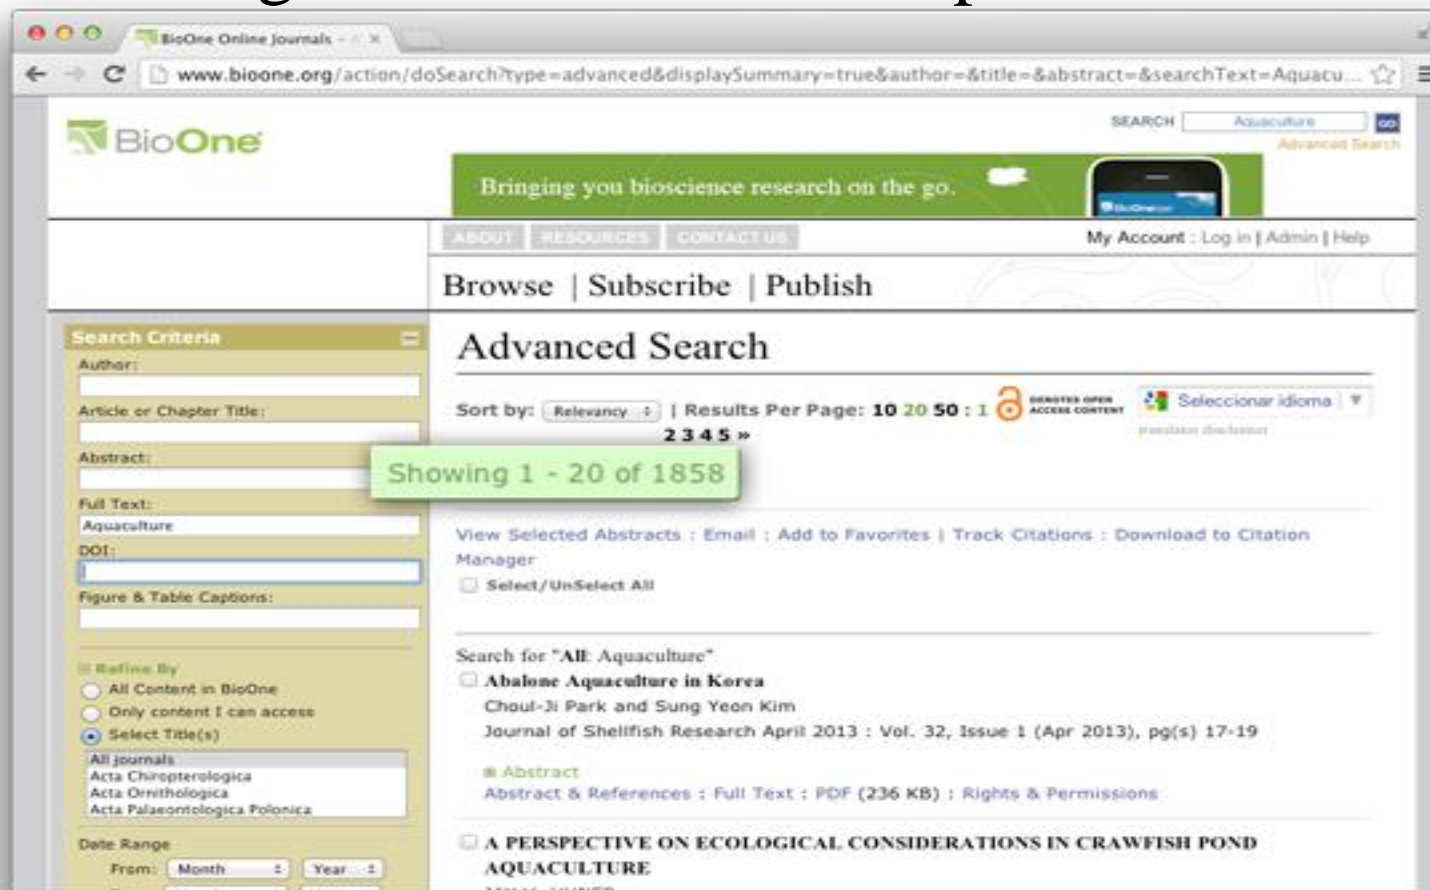 BioOne Online Journals -
www.bioone.org/action/doSearch?type=advanced&displaySummary=true&author=&title=&abstract=&searchText=Aquacu...
BioOne
SEARCH Aquaculture GO
Advanced Search
Bringing you bioscience research on the go.
BioOne
ABOUT RESOURCES CONTACT US
My Account : Log in | Admin | Help
Browse | Subscribe | Publish
Search Criteria
Author:
Article or Chapter Title:
Abstract:
Full Text:
Aquaculture
DOI:
Figure & Table Captions:
Refine By
All Content in BioOne
Only content I can access
Select Title(s)
All journals
Acta Chiropterologica
Acta Ornithologica
Acta Palaeontologica Polonica
Date Range
From: Month Year
Advanced Search
Sort by: Relevancy | Results Per Page: 10 20 50 : 1
2 3 4 5 »
DENOTES OPEN
ACCESS CONTENT
Seleccionar idioma
translator disclaimer
Showing 1 - 20 of 1858
View Selected Abstracts : Email : Add to Favorites | Track Citations : Download to Citation
Manager
Select/UnSelect All
Search for "All: Aquaculture"
Abalone Aquaculture in Korea
Choul-Ji Park and Sung Yeon Kim
Journal of Shellfish Research April 2013 : Vol. 32, Issue 1 (Apr 2013), pg(s) 17-19
Abstract
Abstract & References : Full Text : PDF (236 KB) : Rights & Permissions
A PERSPECTIVE ON ECOLOGICAL CONSIDERATIONS IN CRAWFISH POND
AQUACULTURE